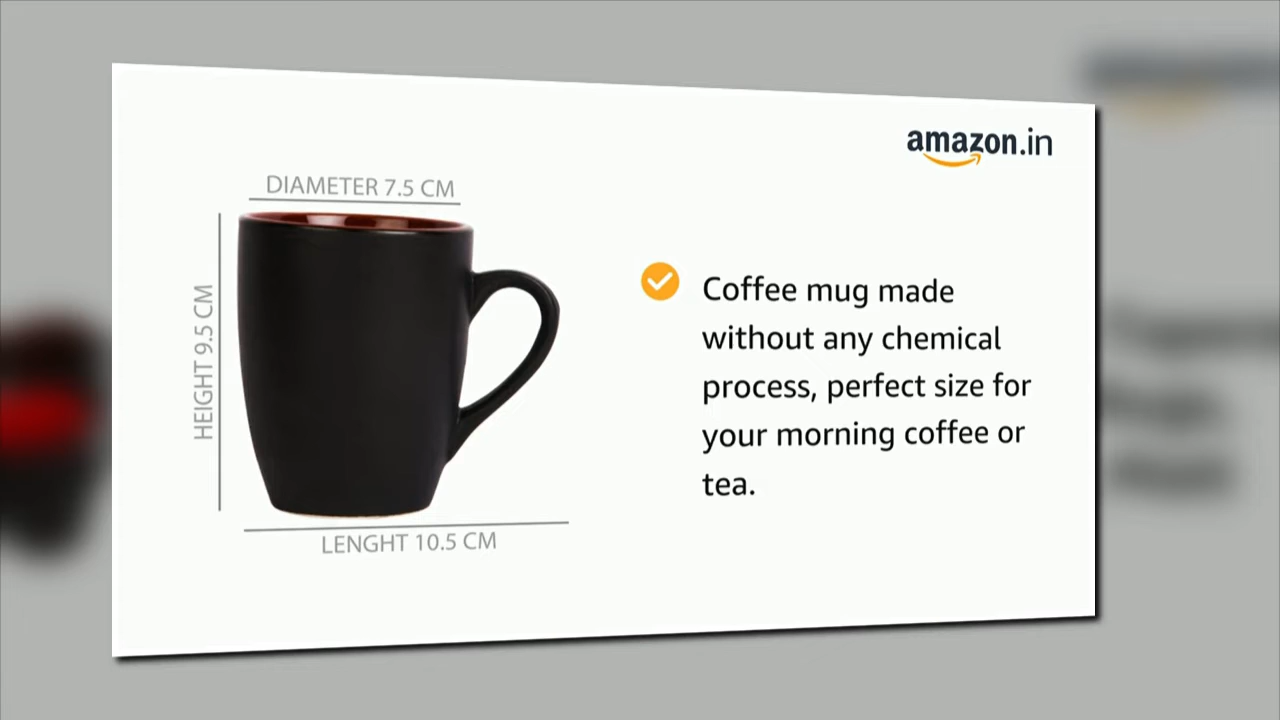 amazon.in
DIAMETER 7.5 CM
HEIGHT 9.5 CM
LENGHT 10.5 CM
Coffee mug made
without any chemical
process, perfect size for
your morning coffee or
tea.